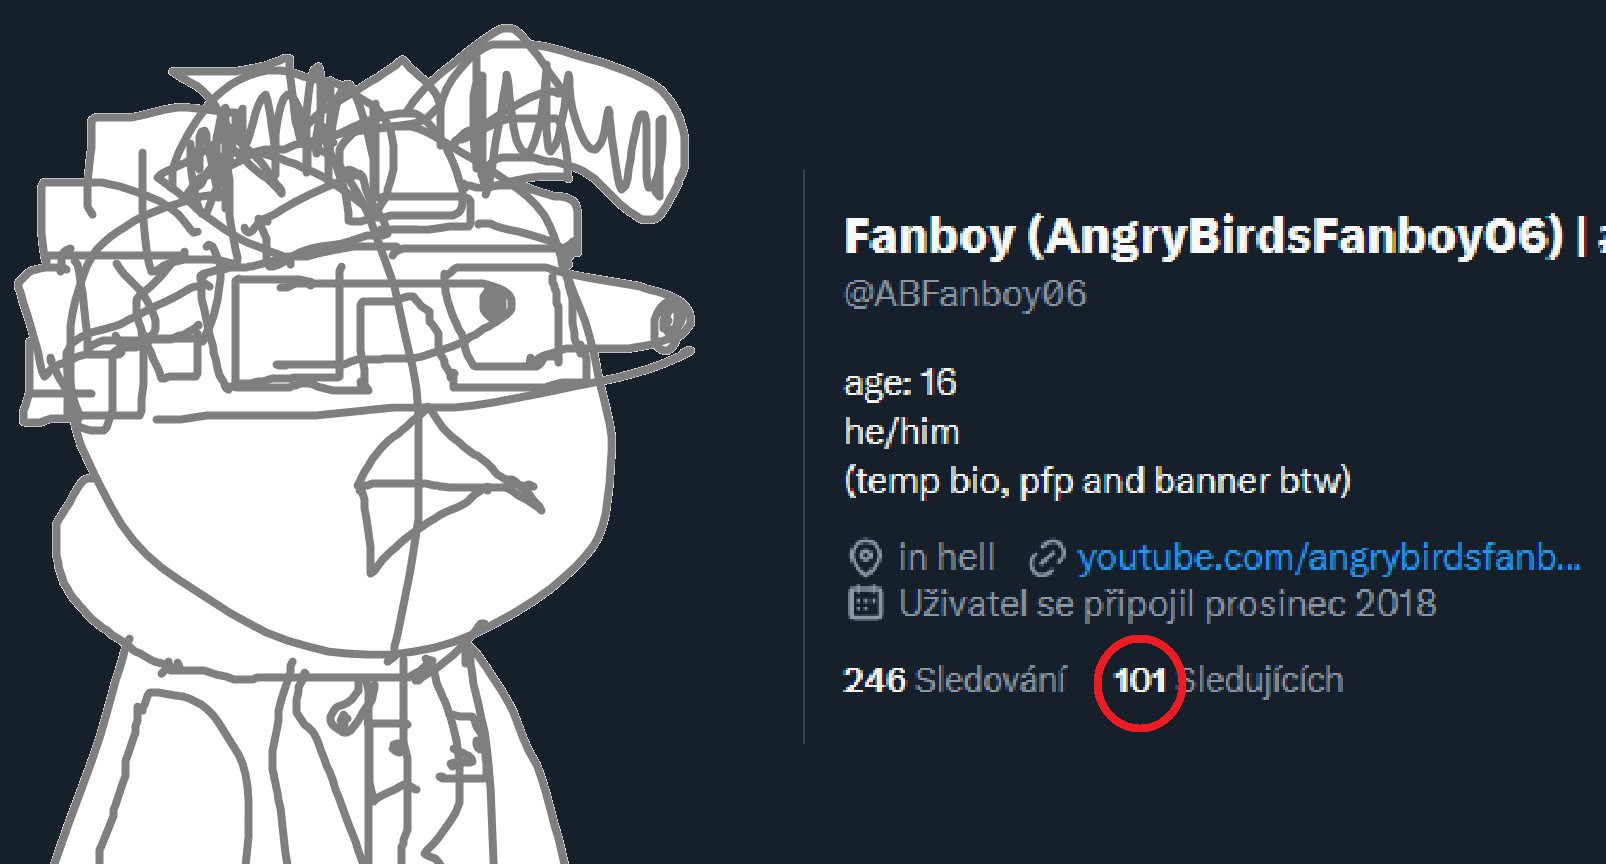 Fanboy (AngryBirdsFanboy06) |
@ABFanboy06
age: 16
he/him
(temp bio, pfp and banner btw)
in hell youtube.com/angrybirdsfanb...
Uživatel se připojil prosinec 2018
246 Sledování 101 Sledujících